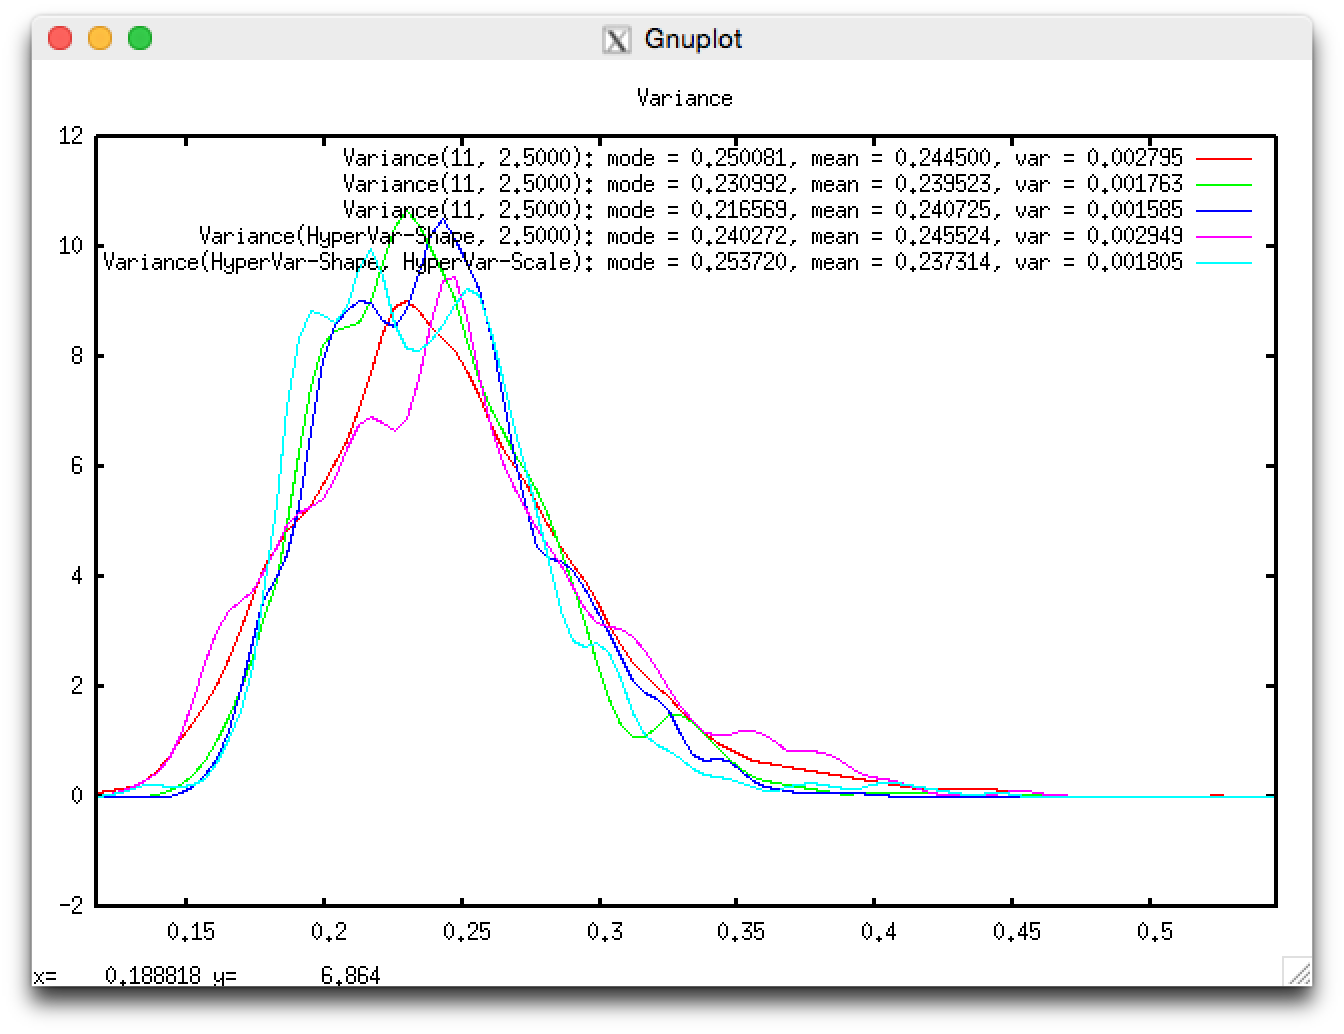 Gnuplot
Variance
12
Variance(11, 2.5000): mode = 0.250081, mean = 0.244500, var = 0.002795
Variance(11, 2.5000): mode = 0.230992, mean = 0.239523, var = 0.001763
Variance(11, 2.5000): mode = 0.216569, mean = 0.240725, var = 0.001585
Variance(HyperVar-Shape, 2.5000): mode = 0.240272, mean = 0.245524, var = 0.002949
10
Variance(HyperVar-Shape, HyperVar-Scale): mode = 0.253720, mean = 0.237314, var = 0.001805
8
6
4
2
0
-2
0.15 0.2 0.25 0.3 0.35 0.4 0.45 0.5
x= 0.188818 y= 6.864